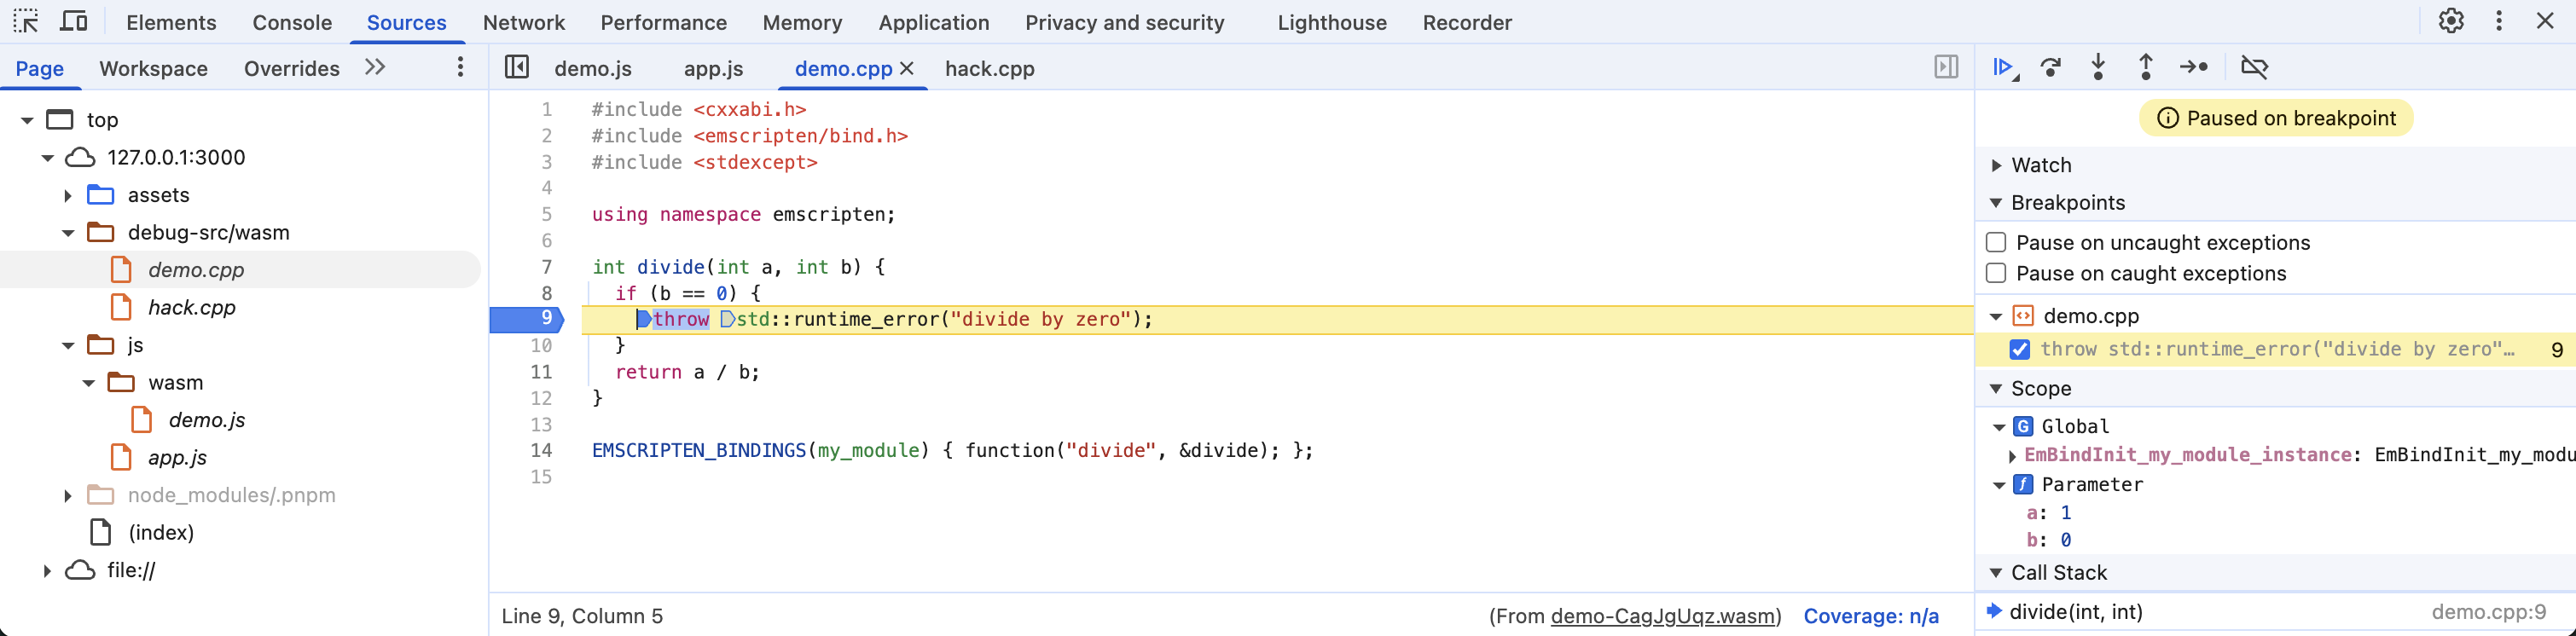 Elements Console Sources Network Performance Memory Application Privacy and security Lighthouse Recorder
Page Workspace Overrides
top
127.0.0.1:3000
assets
debug-src/wasm
demo.cpp
hack.cpp
js
wasm
demo.js
app.js
node_modules/.pnpm
(index)
file://
demo.js app.js demo.cpp hack.cpp
1 #include <cxxabi.h>
2 #include <emscripten/bind.h>
3 #include <stdexcept>
4
5 using namespace emscripten;
6
7 int divide(int a, int b) {
8 if (b == 0) {
9 throw std::runtime_error("divide by zero");
10 }
11 return a / b;
12 }
13
14 EMSCRIPTEN_BINDINGS(my_module) { function("divide", &divide); };
15
Line 9, Column 5 (From demo-CagJgUqz.wasm) Coverage: n/a
Paused on breakpoint
Watch
Breakpoints
Pause on uncaught exceptions
Pause on caught exceptions
demo.cpp
throw std::runtime_error("divide by zero"… 9
Scope
G Global
EmBindInit_my_module_instance: EmBindInit_my_modu
f Parameter
a: 1
b: 0
Call Stack
divide(int, int) demo.cpp:9